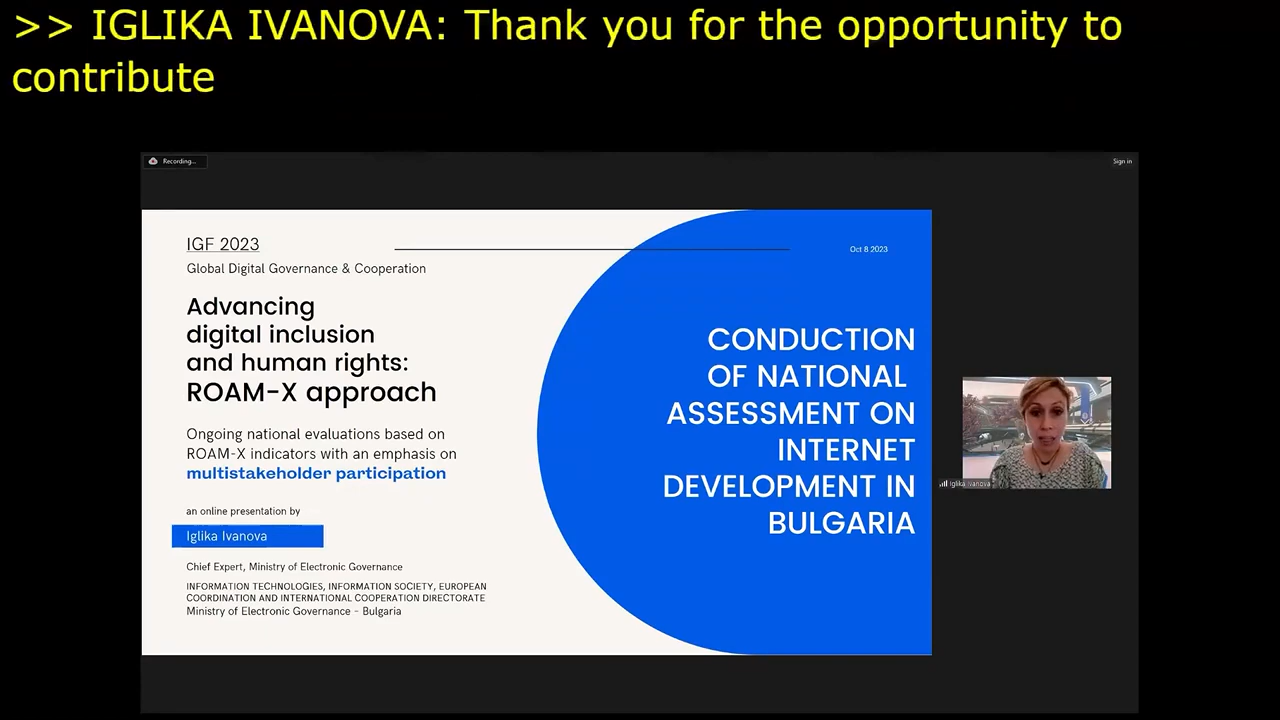 >> IGLIKA IVANOVA: Thank you for the opportunity to
contribute
Recording...
Sign in
IGF 2023
Oct 8 2023
Global Digital Governance & Cooperation
Advancing
digital inclusion
and human rights:
ROAM-X approach
Ongoing national evaluations based on
ROAM-X indicators with an emphasis on
multistakeholder participation
an online presentation by
Iglika Ivanova
Chief Expert, Ministry of Electronic Governance
INFORMATION TECHNOLOGIES, INFORMATION SOCIETY, EUROPEAN
COORDINATION AND INTERNATIONAL COOPERATION DIRECTORATE
Ministry of Electronic Governance - Bulgaria
CONDUCTION
OF NATIONAL
ASSESSMENT ON
INTERNET
DEVELOPMENT IN
BULGARIA
Iglika Ivanova